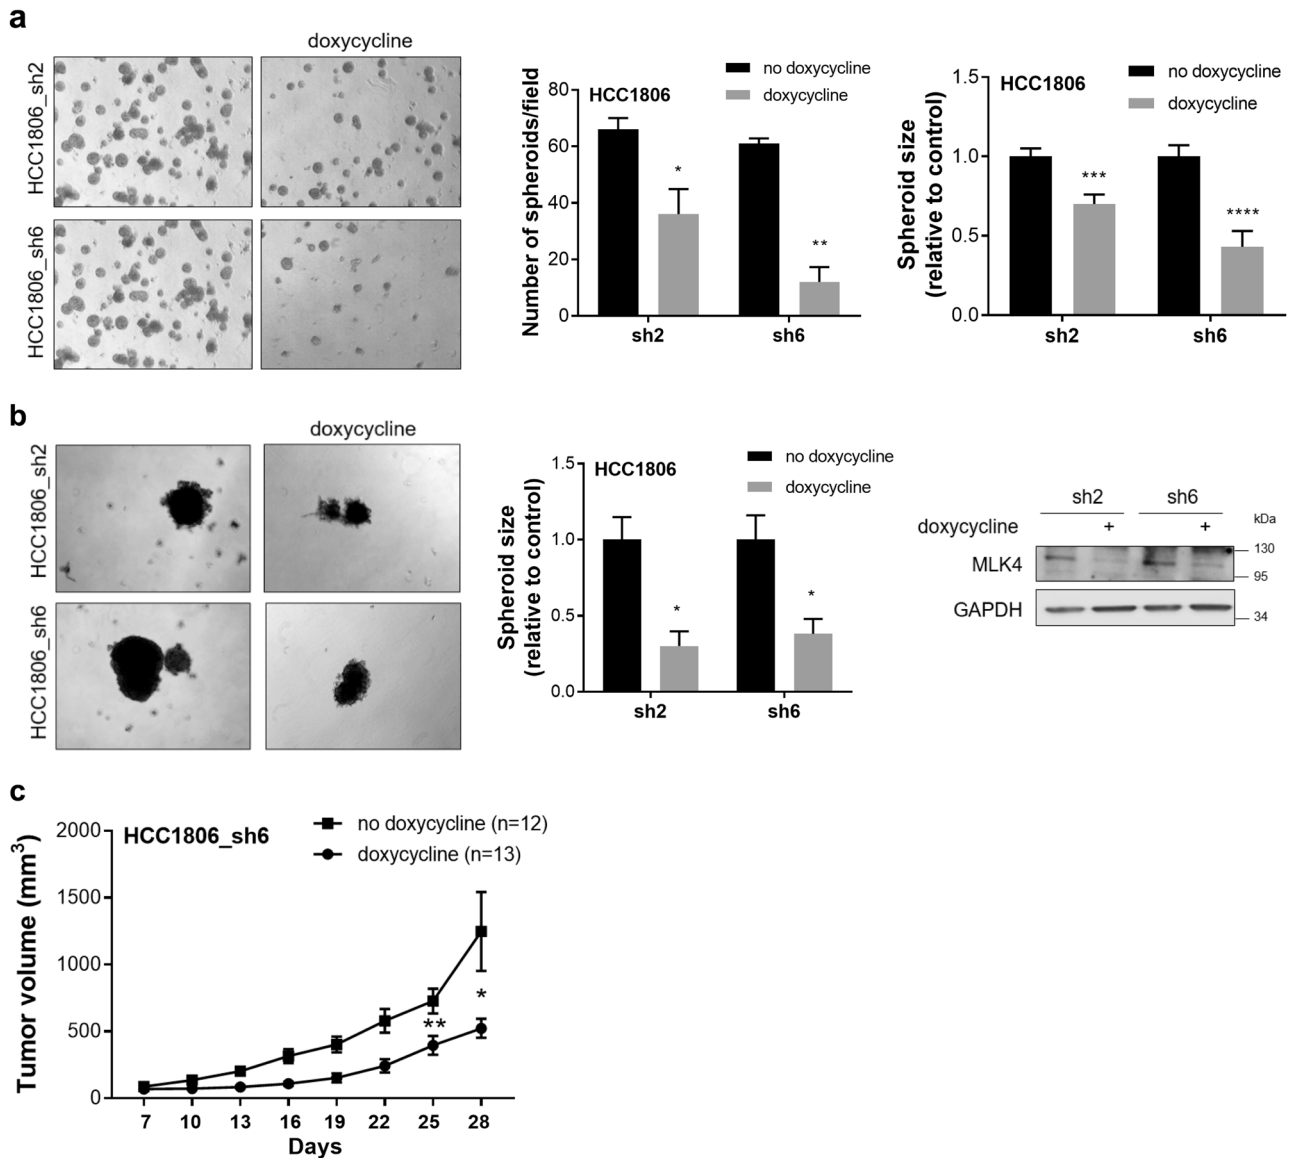 a
doxycycline
HCC1806_sh2
HCC1806_sh6
Number of spheroids/field
80
60
40
20
0
HCC1806
no doxycycline
doxycycline
*
**
sh2
sh6
Spheroid size
(relative to control)
1.5
1.0
0.5
0.0
HCC1806
no doxycycline
doxycycline
***
****
sh2
sh6
b
doxycycline
HCC1806_sh2
HCC1806_sh6
Spheroid size
(relative to control)
1.5
1.0
0.5
0.0
HCC1806
no doxycycline
doxycycline
*
*
sh2
sh6
sh2 sh6
doxycycline + + kDa
MLK4 130
95
GAPDH 34
c
Tumor volume (mm³)
2000
1500
1000
500
0
HCC1806_sh6
no doxycycline (n=12)
doxycycline (n=13)
*
**
7 10 13 16 19 22 25 28
Days